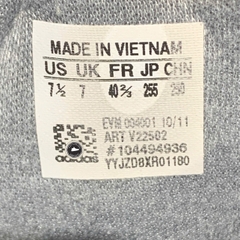 MADE IN VIETNAM
US UK FR JP CHN
7½ 7 40⅔ 255 250
EVN 004001 10/11
ART V22502
#104494936
adidas YYJZD8XR01180